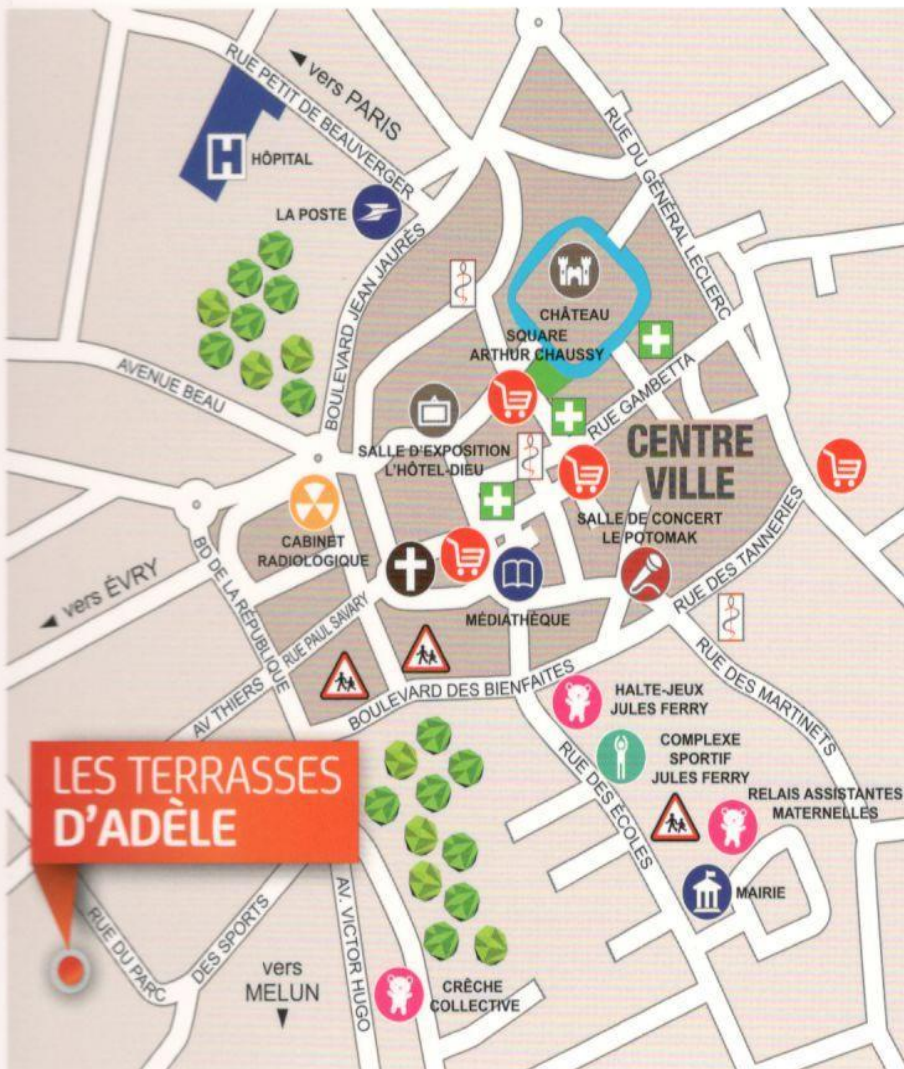 RUE PETIT DE BEAUVERGER
vers PARIS
H
HÔPITAL
LA POSTE
RUE DU GÉNÉRAL LECLERC
BOULEVARD JEAN JAURÈS
CHÂTEAU
SQUARE
ARTHUR CHAUSSY
AVENUE BEAU
RUE GAMBETTA
SALLE D'EXPOSITION
L'HÔTEL-DIEU
CENTRE
VILLE
CABINET
RADIOLOGIQUE
SALLE DE CONCERT
LE POTOMAK
RUE DES TANNERIES
vers ÉVRY
BD DE LA RÉPUBLIQUE
RUE PAUL SAVARY
MÉDIATHÈQUE
AV THIERS
BOULEVARD DES BIENFAITES
RUE DES MARTINETS
HALTE-JEUX
JULES FERRY
COMPLEXE
SPORTIF
JULES FERRY
RUE DES ÉCOLES
RELAIS ASSISTANTES
MATERNELLES
LES TERRASSES
D'ADÈLE
MAIRIE
RUE DU PARC
DES SPORTS
AV. VICTOR HUGO
vers
MELUN
CRÊCHE
COLLECTIVE